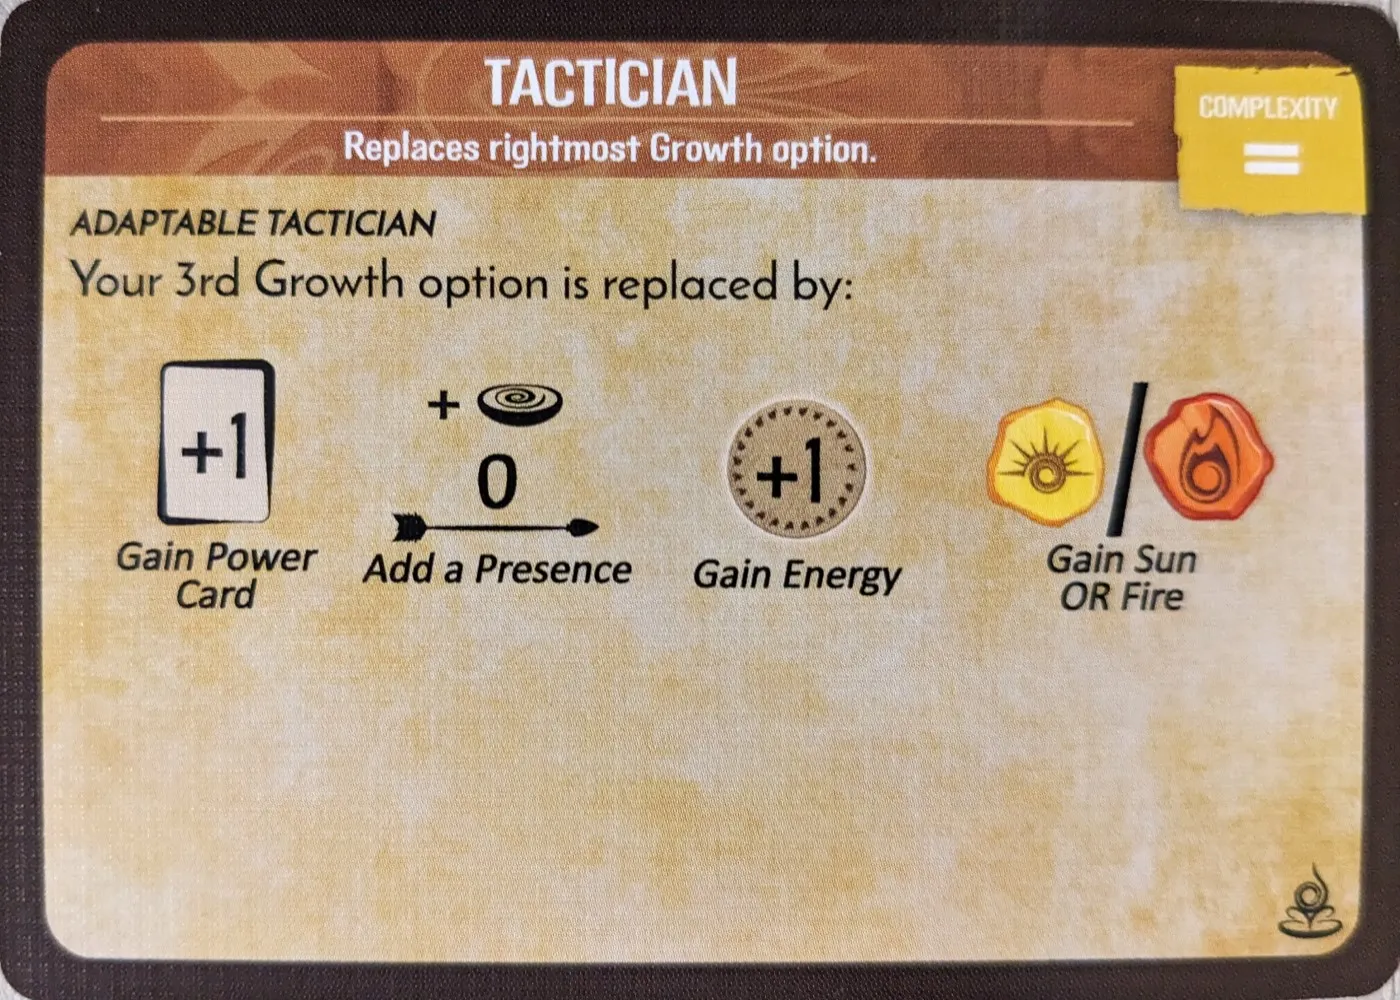 TACTICIAN
Replaces rightmost Growth option.
COMPLEXITY
=
ADAPTABLE TACTICIAN
Your 3rd Growth option is replaced by:
+1
+
0
+1
/
Gain Power
Card
Add a Presence
Gain Energy
Gain Sun
OR Fire